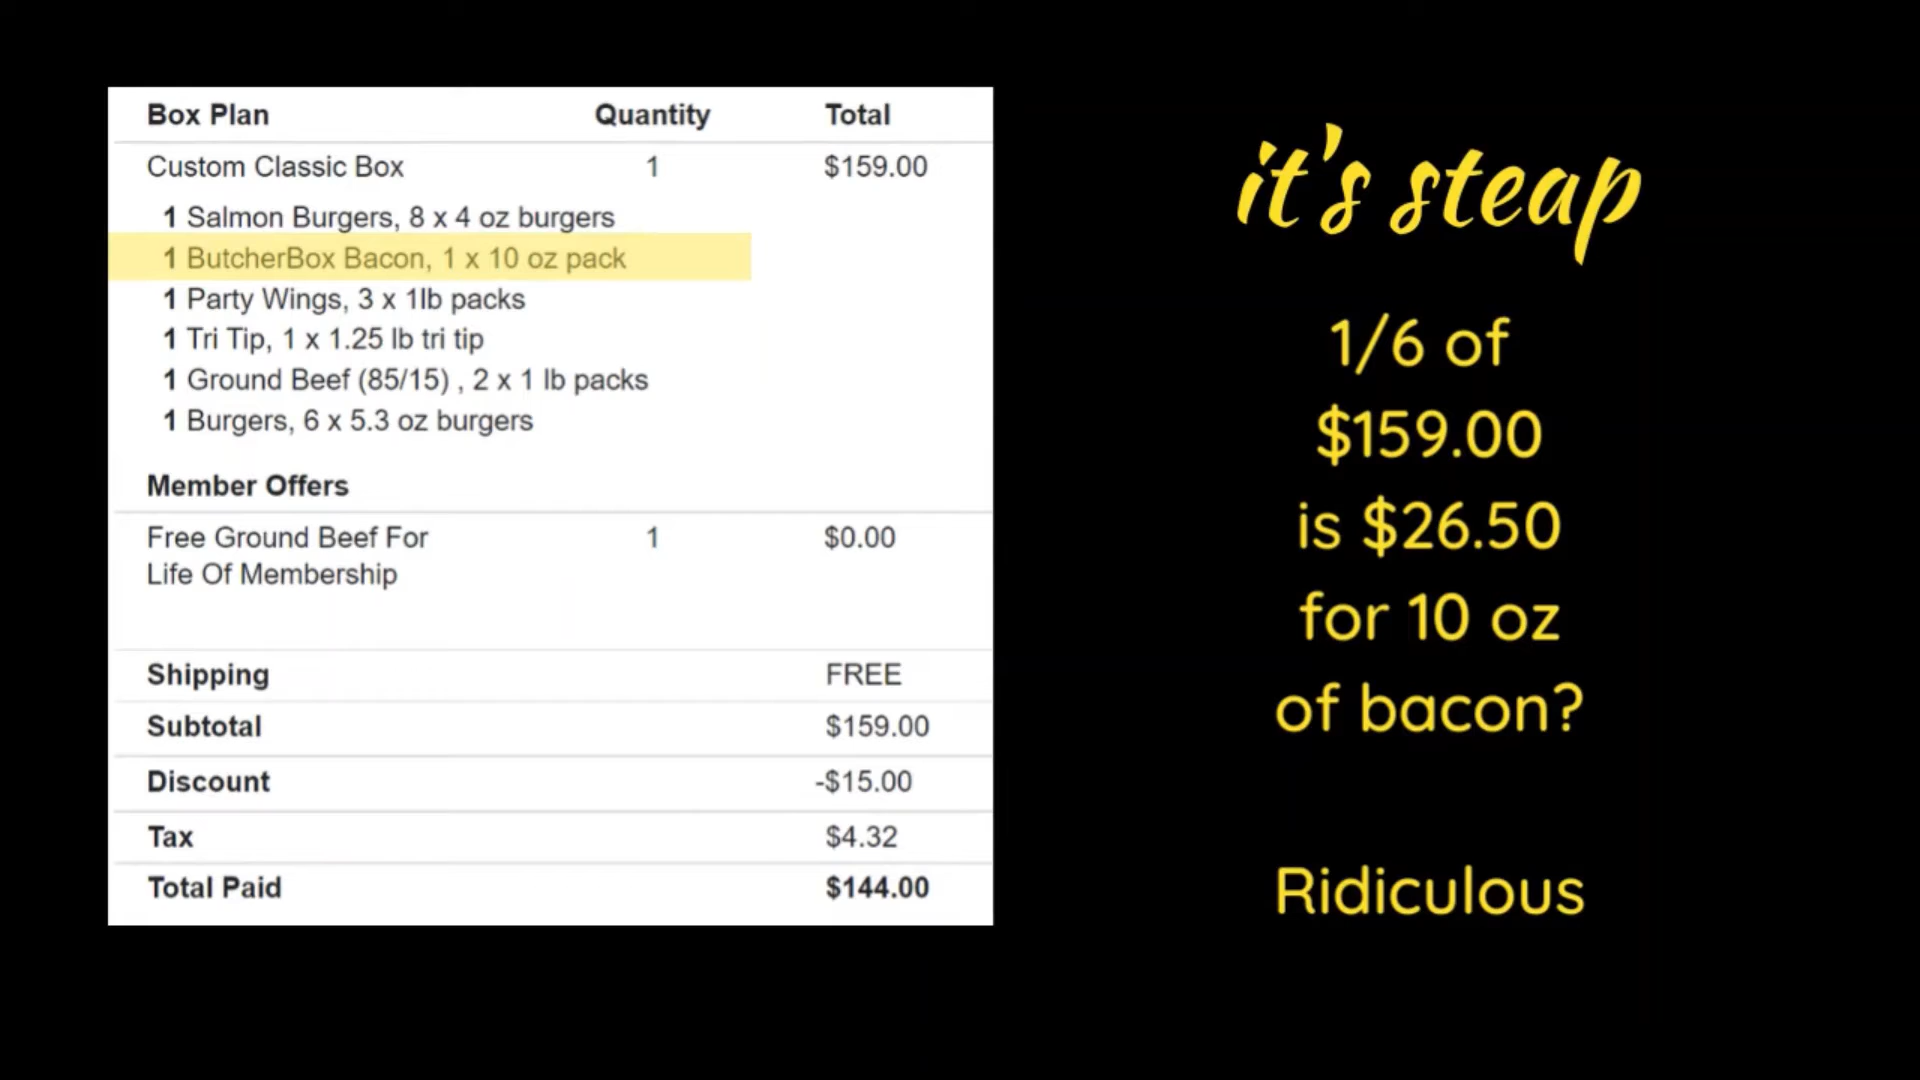 Box Plan Quantity Total
Custom Classic Box 1 $159.00
1 Salmon Burgers, 8 x 4 oz burgers
1 ButcherBox Bacon, 1 x 10 oz pack
1 Party Wings, 3 x 1lb packs
1 Tri Tip, 1 x 1.25 lb tri tip
1 Ground Beef (85/15) , 2 x 1 lb packs
1 Burgers, 6 x 5.3 oz burgers
Member Offers
Free Ground Beef For 1 $0.00
Life Of Membership
Shipping FREE
Subtotal $159.00
Discount -$15.00
Tax $4.32
Total Paid $144.00
it's steap
1/6 of
$159.00
is $26.50
for 10 oz
of bacon?
Ridiculous